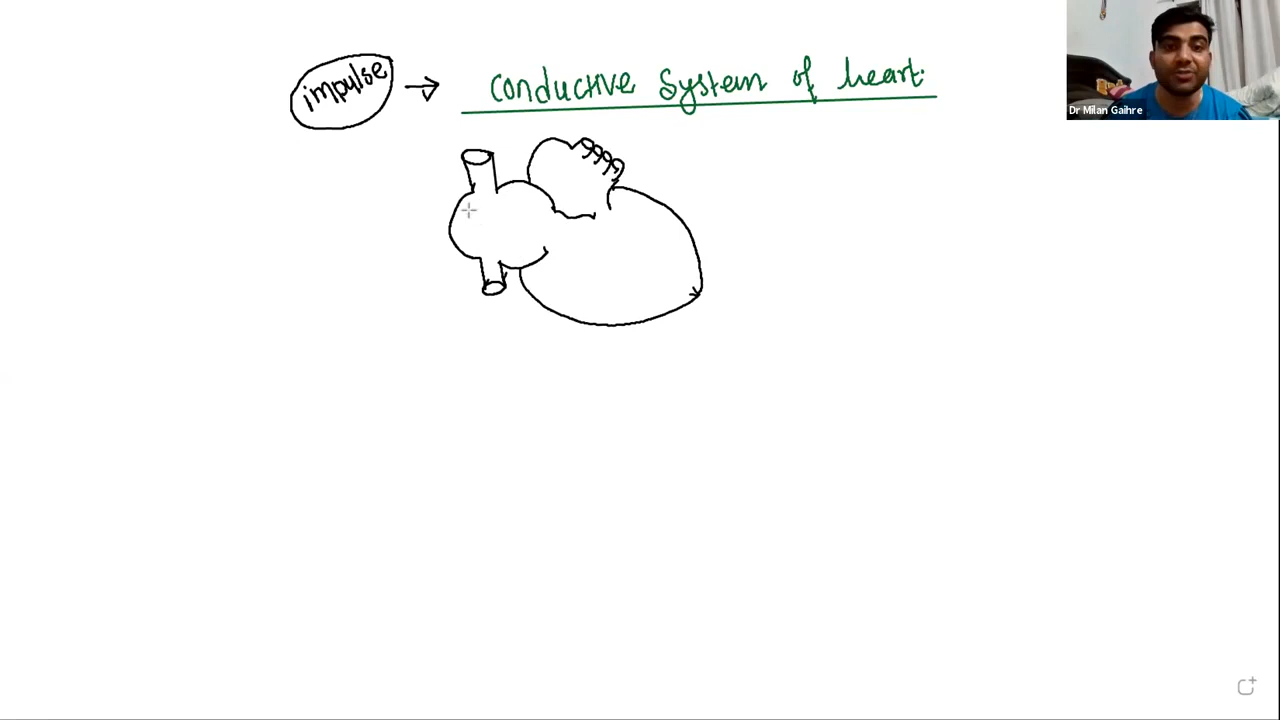 impulse → conductive system of heart.
Dr Milan Gaihre